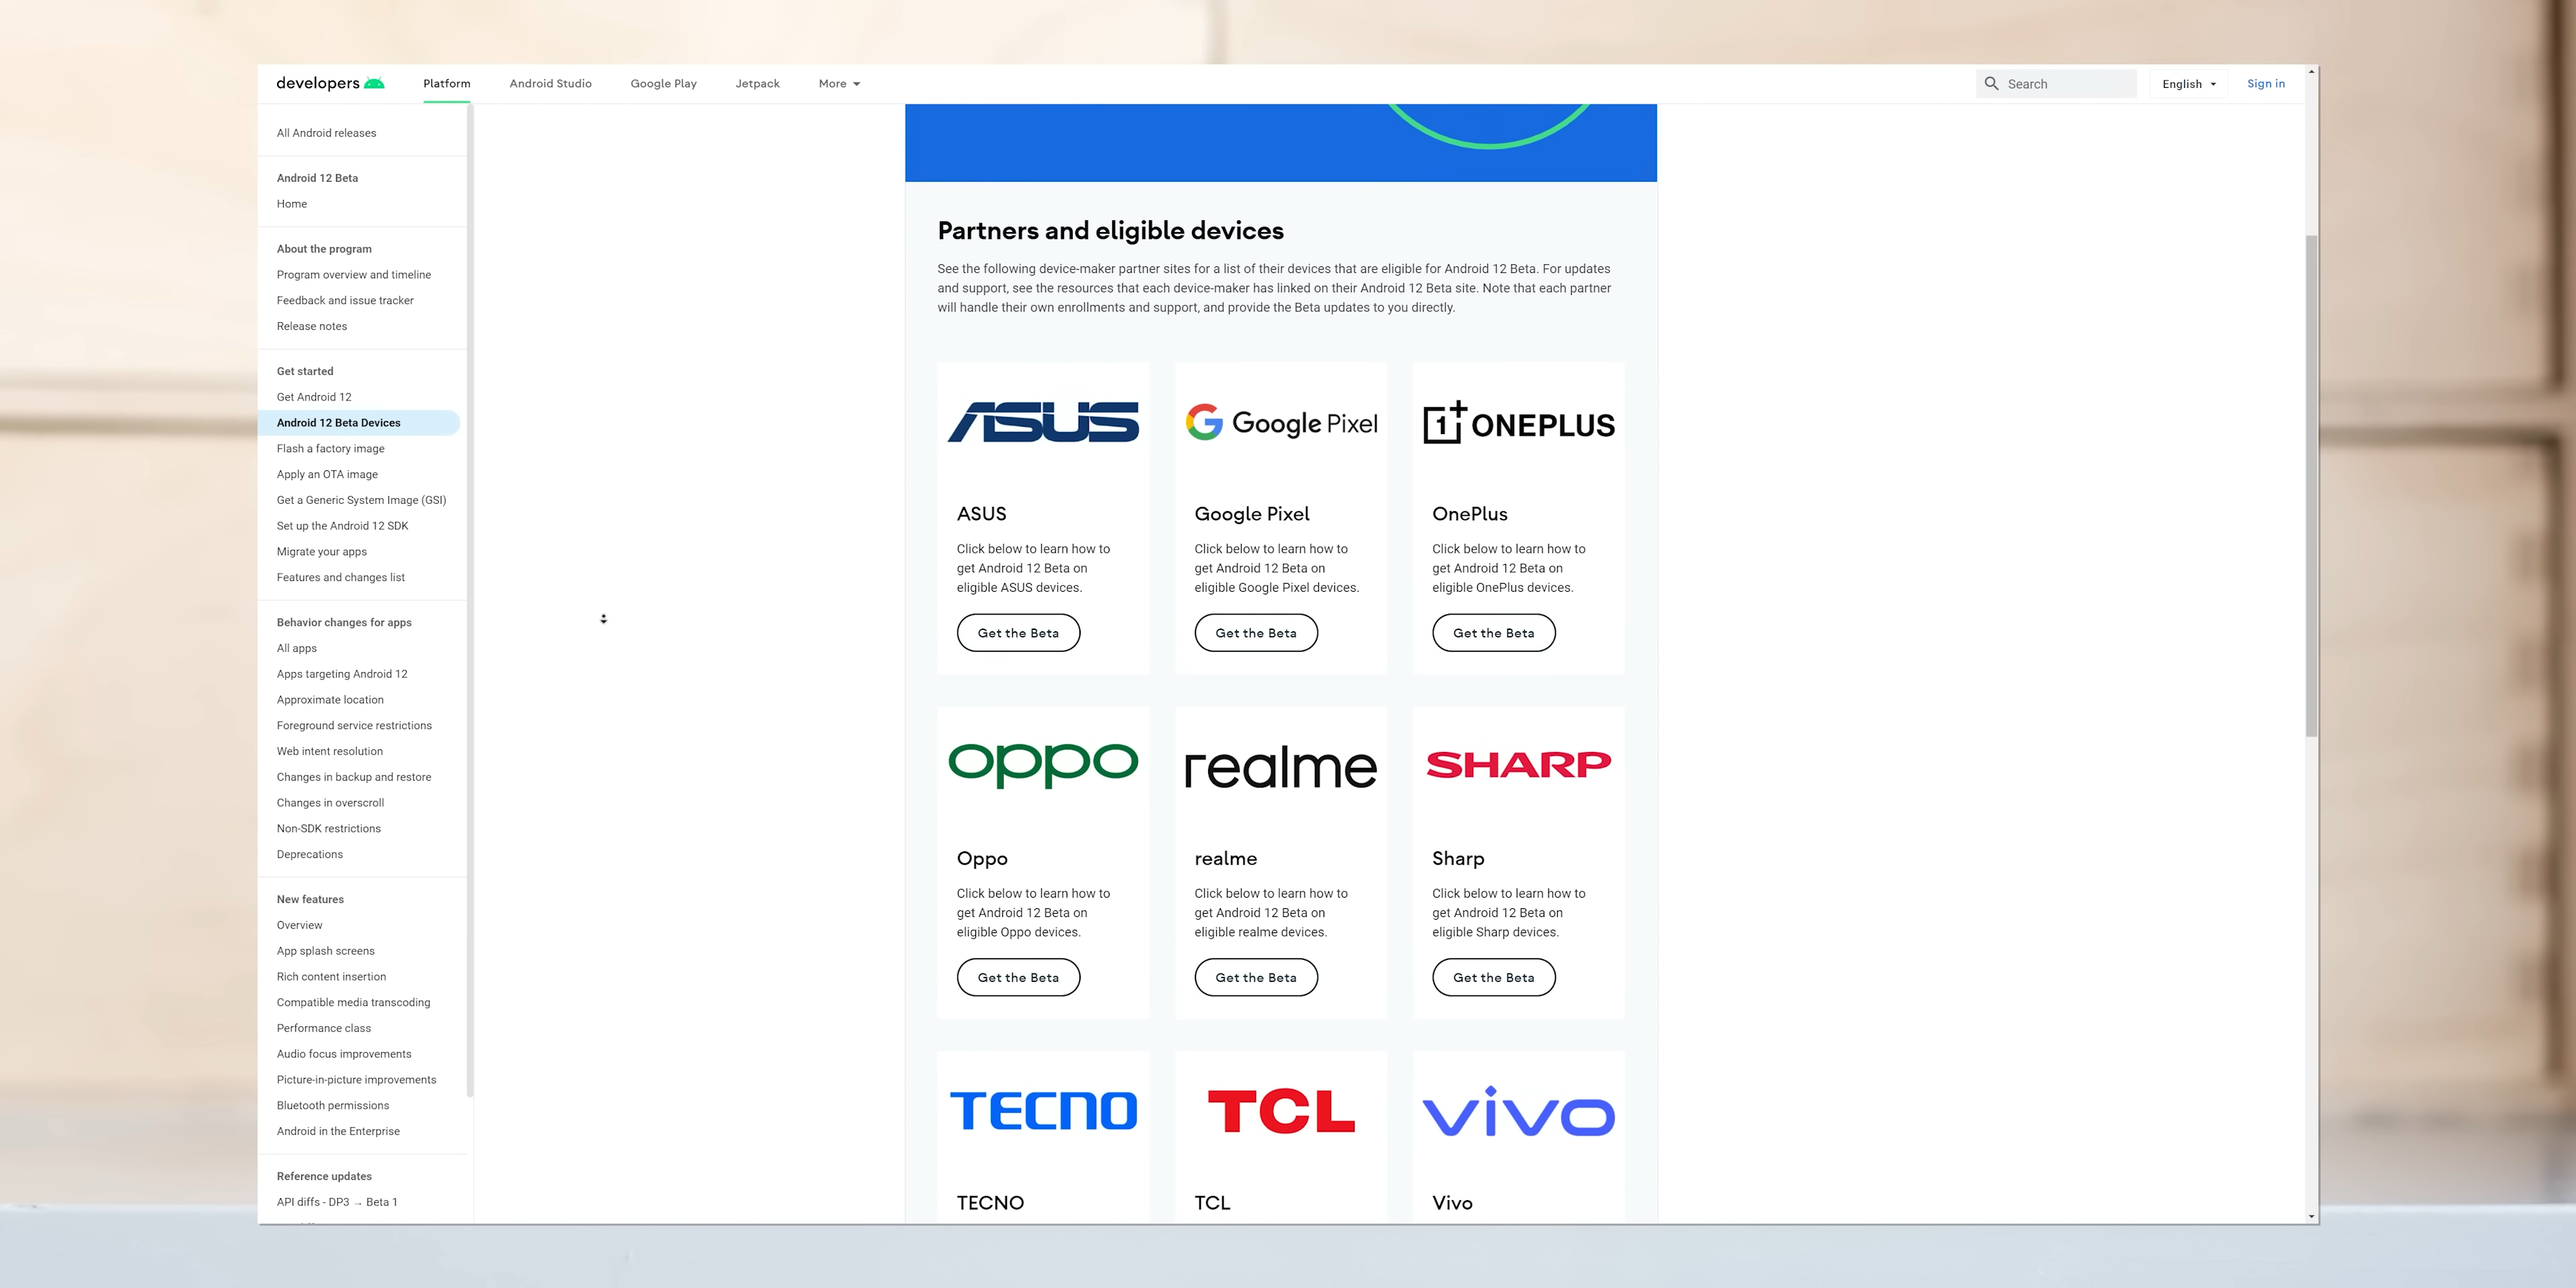 developers
Platform
Android Studio
Google Play
Jetpack
More
Search
English
Sign in
All Android releases
Android 12 Beta
Home
About the program
Program overview and timeline
Feedback and issue tracker
Release notes
Get started
Get Android 12
Android 12 Beta Devices
Flash a factory image
Apply an OTA image
Get a Generic System Image (GSI)
Set up the Android 12 SDK
Migrate your apps
Features and changes list
Behavior changes for apps
All apps
Apps targeting Android 12
Approximate location
Foreground service restrictions
Web intent resolution
Changes in backup and restore
Changes in overscroll
Non-SDK restrictions
Deprecations
New features
Overview
App splash screens
Rich content insertion
Compatible media transcoding
Performance class
Audio focus improvements
Picture-in-picture improvements
Bluetooth permissions
Android in the Enterprise
Reference updates
API diffs - DP3 → Beta 1
Partners and eligible devices
See the following device-maker partner sites for a list of their devices that are eligible for Android 12 Beta. For updates
and support, see the resources that each device-maker has linked on their Android 12 Beta site. Note that each partner
will handle their own enrollments and support, and provide the Beta updates to you directly.
ASUS
ASUS
Click below to learn how to
get Android 12 Beta on
eligible ASUS devices.
Get the Beta
Google Pixel
Google Pixel
Click below to learn how to
get Android 12 Beta on
eligible Google Pixel devices.
Get the Beta
1+ ONEPLUS
OnePlus
Click below to learn how to
get Android 12 Beta on
eligible OnePlus devices.
Get the Beta
oppo
Oppo
Click below to learn how to
get Android 12 Beta on
eligible Oppo devices.
Get the Beta
realme
realme
Click below to learn how to
get Android 12 Beta on
eligible realme devices.
Get the Beta
SHARP
Sharp
Click below to learn how to
get Android 12 Beta on
eligible Sharp devices.
Get the Beta
TECNO
TECNO
TCL
TCL
vivo
Vivo